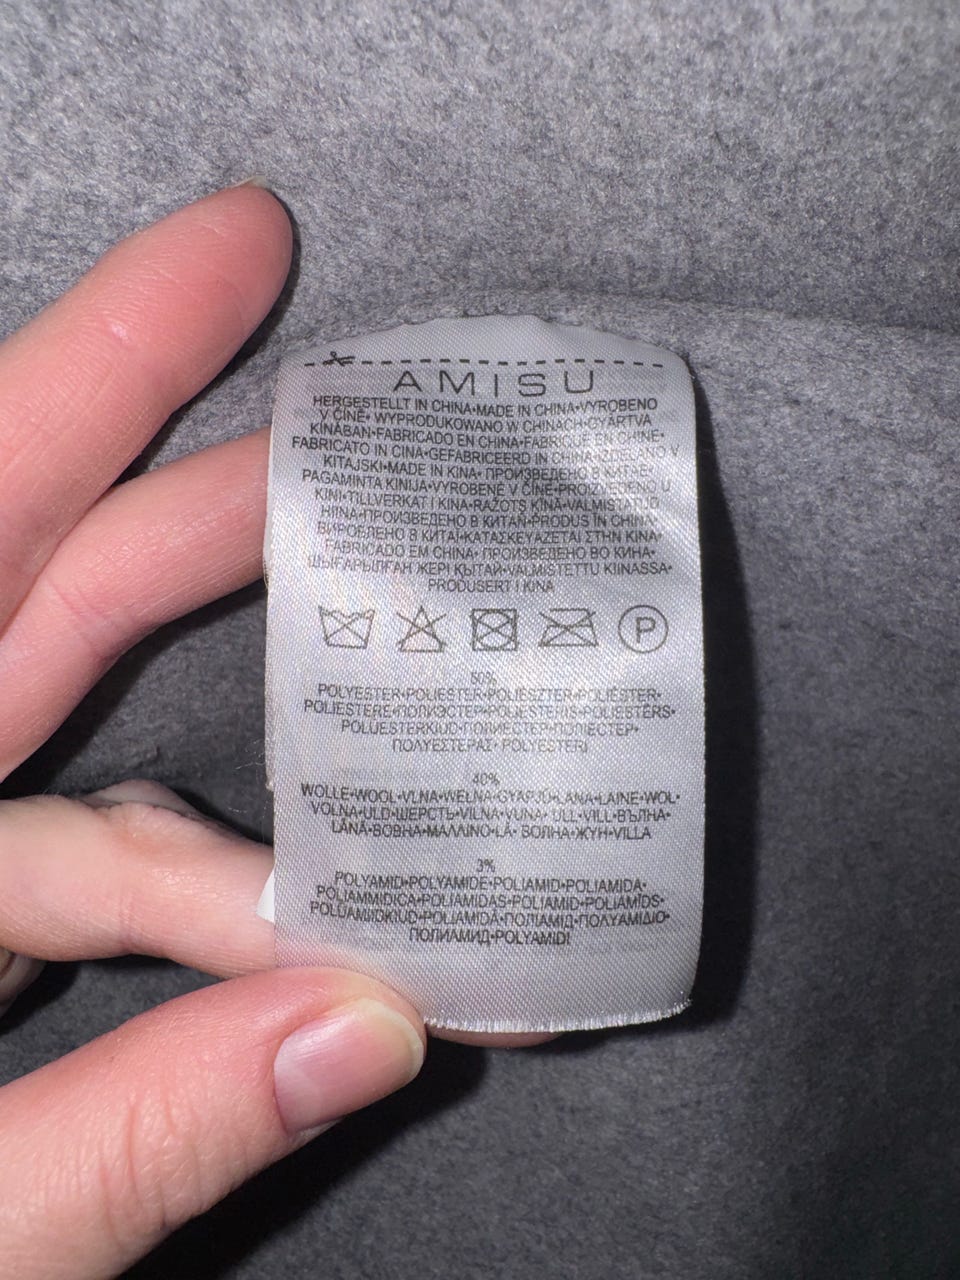 AMISU
HERGESTELLT IN CHINA•MADE IN CHINA•VYROBENO
V ČÍNĚ• WYPRODUKOWANO W CHINACH•GYÁRTVA
KÍNÁBAN•FABRICADO EN CHINA•FABRIQUÉ EN CHINE•
FABRICATO IN CINA•GEFABRICEERD IN CHINA•IZDELANO V
KITAJSKI•MADE IN KINA• ПРОИЗВЕДЕНО В КИТАЕ•
PAGAMINTA KINIJA•VYROBENÉ V ČÍNE•PROIZVEDENO U
KINI•TILLVERKAT I KINA•RAŽOTS ĶĪNĀ•VALMISTATUD
HIINA•ПРОИЗВЕДЕНО В КИТАЙ•PRODUS ÎN CHINA•
ВИРОБЛЕНО В КИТАЇ•ΚΑΤΑΣΚΕΥΑΖΕΤΑΙ ΣΤΗΝ ΚΙΝΑ•
FABRICADO EM CHINA• ПРОИЗВЕДЕНО ВО КИНА•
ШЫҒАРЫЛҒАН ЖЕРІ ҚЫТАЙ•VALMISTETTU KIINASSA•
PRODUSERT I KINA
P
POLYESTER•POLIESTER•POLIÉSZTER•POLIÉSTER•
POLIESTERE•ПОЛИЭСТЕР•POLIESTERIS•POLIESTERS•
POLÜESTERKIUD•ПОЛИЕСТЕР•ПОЛІЕСТЕР•
ΠΟΛΥΕΣΤΕΡΑΣ• POLYESTERI
40%
WOLLE•WOOL•VLNA•WEŁNA•GYAPJÚ•LANA•LAINE•WOL•
VOLNA•ULD•ШЕРСТЬ•VILNA•VUNA• ULL•VILL•ВЪЛНА•
LÂNĂ•ВОВНА•ΜΑΛΛΙΝΟ•LÃ• ВОЛНА•ЖҮН•VILLA
3%
POLYAMID•POLYAMIDE•POLIAMID•POLIAMIDA•
POLIAMMIDICA•POLIAMIDAS•POLIAMID•POLIAMĪDS•
POLÜAMIIDKIUD•POLIAMIDĂ•ПОЛІАМІД•ΠΟΛΥΑΜΙΔΙΟ•
ПОЛИАМИД•POLYAMIDI